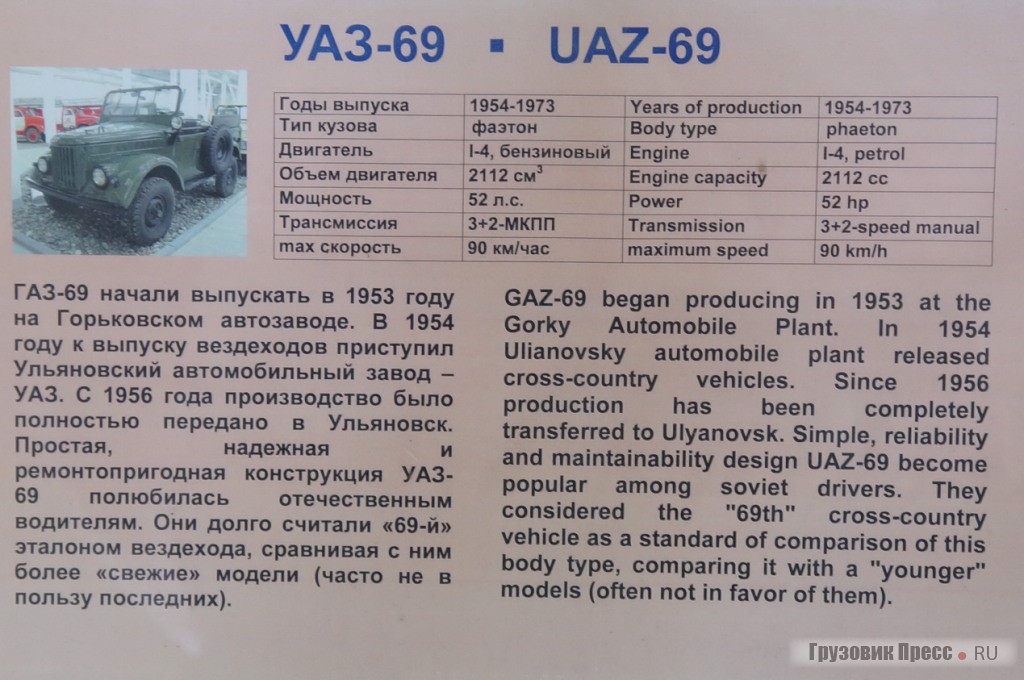 УАЗ-69 ▪ UAZ-69
Годы выпуска 1954-1973 Years of production 1954-1973
Тип кузова фаэтон Body type phaeton
Двигатель I-4, бензиновый Engine I-4, petrol
Объем двигателя 2112 см³ Engine capacity 2112 cc
Мощность 52 л.с. Power 52 hp
Трансмиссия 3+2-МКПП Transmission 3+2-speed manual
max скорость 90 км/час maximum speed 90 km/h
ГАЗ-69 начали выпускать в 1953 году
на Горьковском автозаводе. В 1954
году к выпуску вездеходов приступил
Ульяновский автомобильный завод –
УАЗ. С 1956 года производство было
полностью передано в Ульяновск.
Простая, надежная и
ремонтопригодная конструкция УАЗ-
69 полюбилась отечественным
водителям. Они долго считали «69-й»
эталоном вездехода, сравнивая с ним
более «свежие» модели (часто не в
пользу последних).
GAZ-69 began producing in 1953 at the
Gorky Automobile Plant. In 1954
Ulianovsky automobile plant released
cross-country vehicles. Since 1956
production has been completely
transferred to Ulyanovsk. Simple, reliability
and maintainability design UAZ-69 become
popular among soviet drivers. They
considered the "69th" cross-country
vehicle as a standard of comparison of this
body type, comparing it with a "younger"
models (often not in favor of them).
Грузовик Пресс ● RU